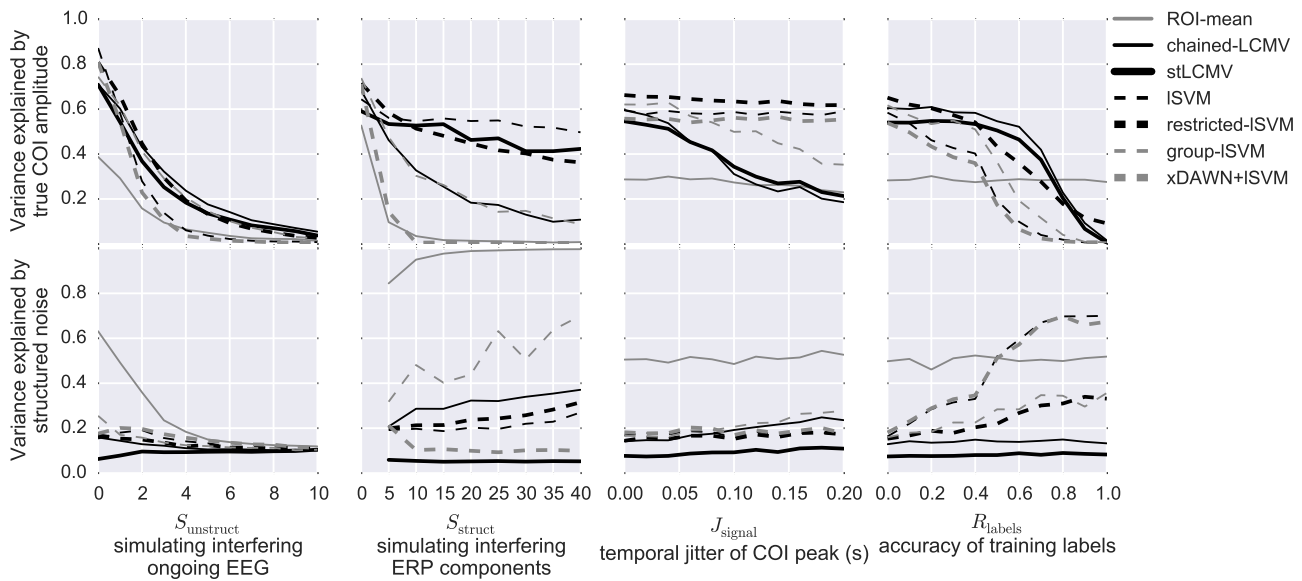 Variance explained by
true COI amplitude
1.0
0.8
0.6
0.4
0.2
ROI-mean
chained-LCMV
stLCMV
lSVM
restricted-lSVM
group-lSVM
xDAWN+lSVM
Variance explained by
structured noise
0.8
0.6
0.4
0.2
0.0
0 2 4 6 8 10
0 5 10 15 20 25 30 35 40
0.00 0.05 0.10 0.15 0.20
0.0 0.2 0.4 0.6 0.8 1.0
S_unstruct
simulating interfering
ongoing EEG
S_struct
simulating interfering
ERP components
J_signal
temporal jitter of COI peak (s)
R_labels
accuracy of training labels